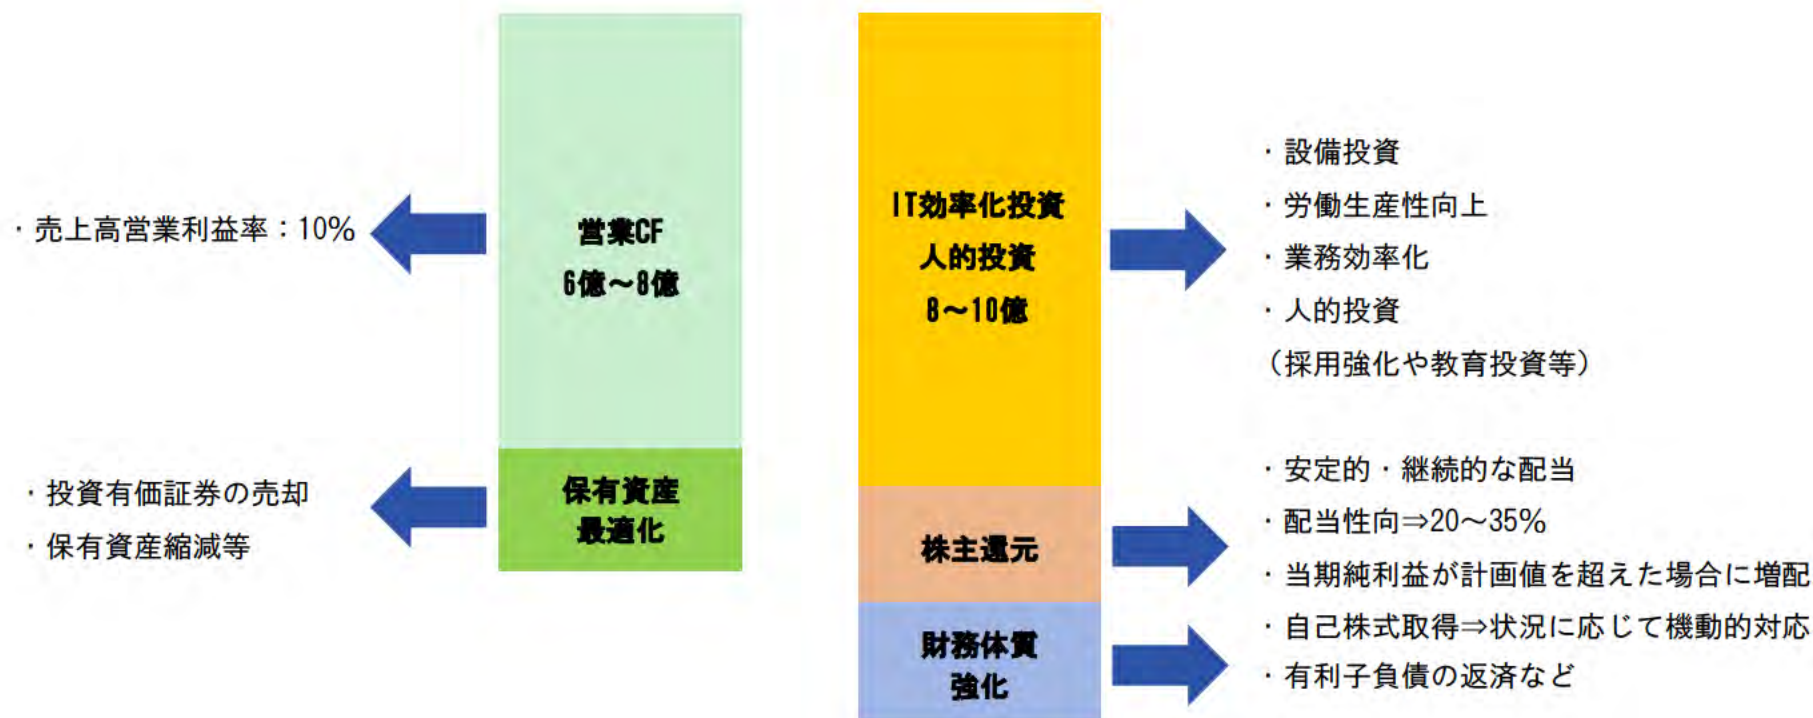 ・売上高営業利益率：10%
営業CF
6億～8億
・投資有価証券の売却
・保有資産縮減等
保有資産
最適化
IT効率化投資
人的投資
8～10億
・設備投資
・労働生産性向上
・業務効率化
・人的投資
（採用強化や教育投資等）
株主還元
・安定的・継続的な配当
・配当性向⇒20～35%
・当期純利益が計画値を超えた場合に増配
・自己株式取得⇒状況に応じて機動的対応
財務体質
強化
・有利子負債の返済など